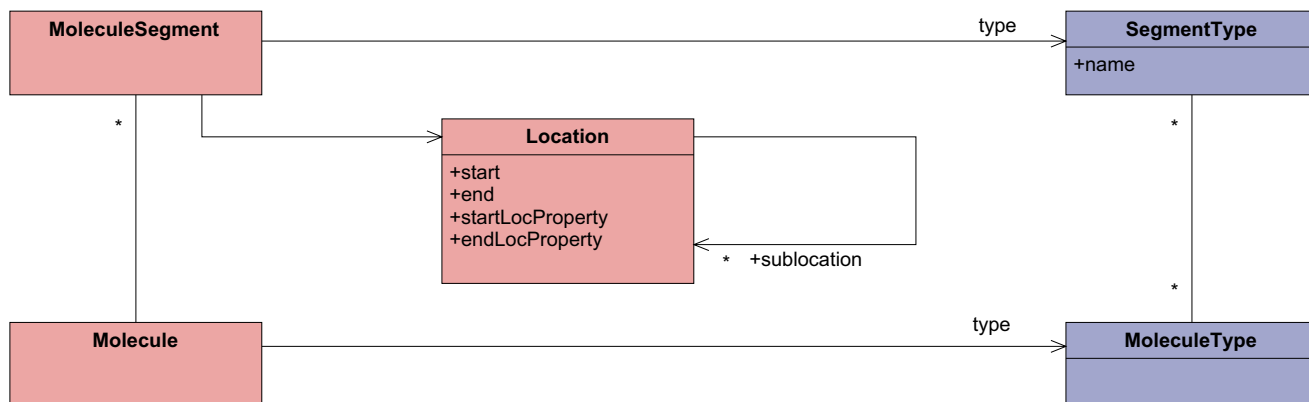 MoleculeSegment
type
SegmentType
+name
*
*
Location
+start
+end
+startLocProperty
+endLocProperty
* +sublocation
*
Molecule
type
MoleculeType